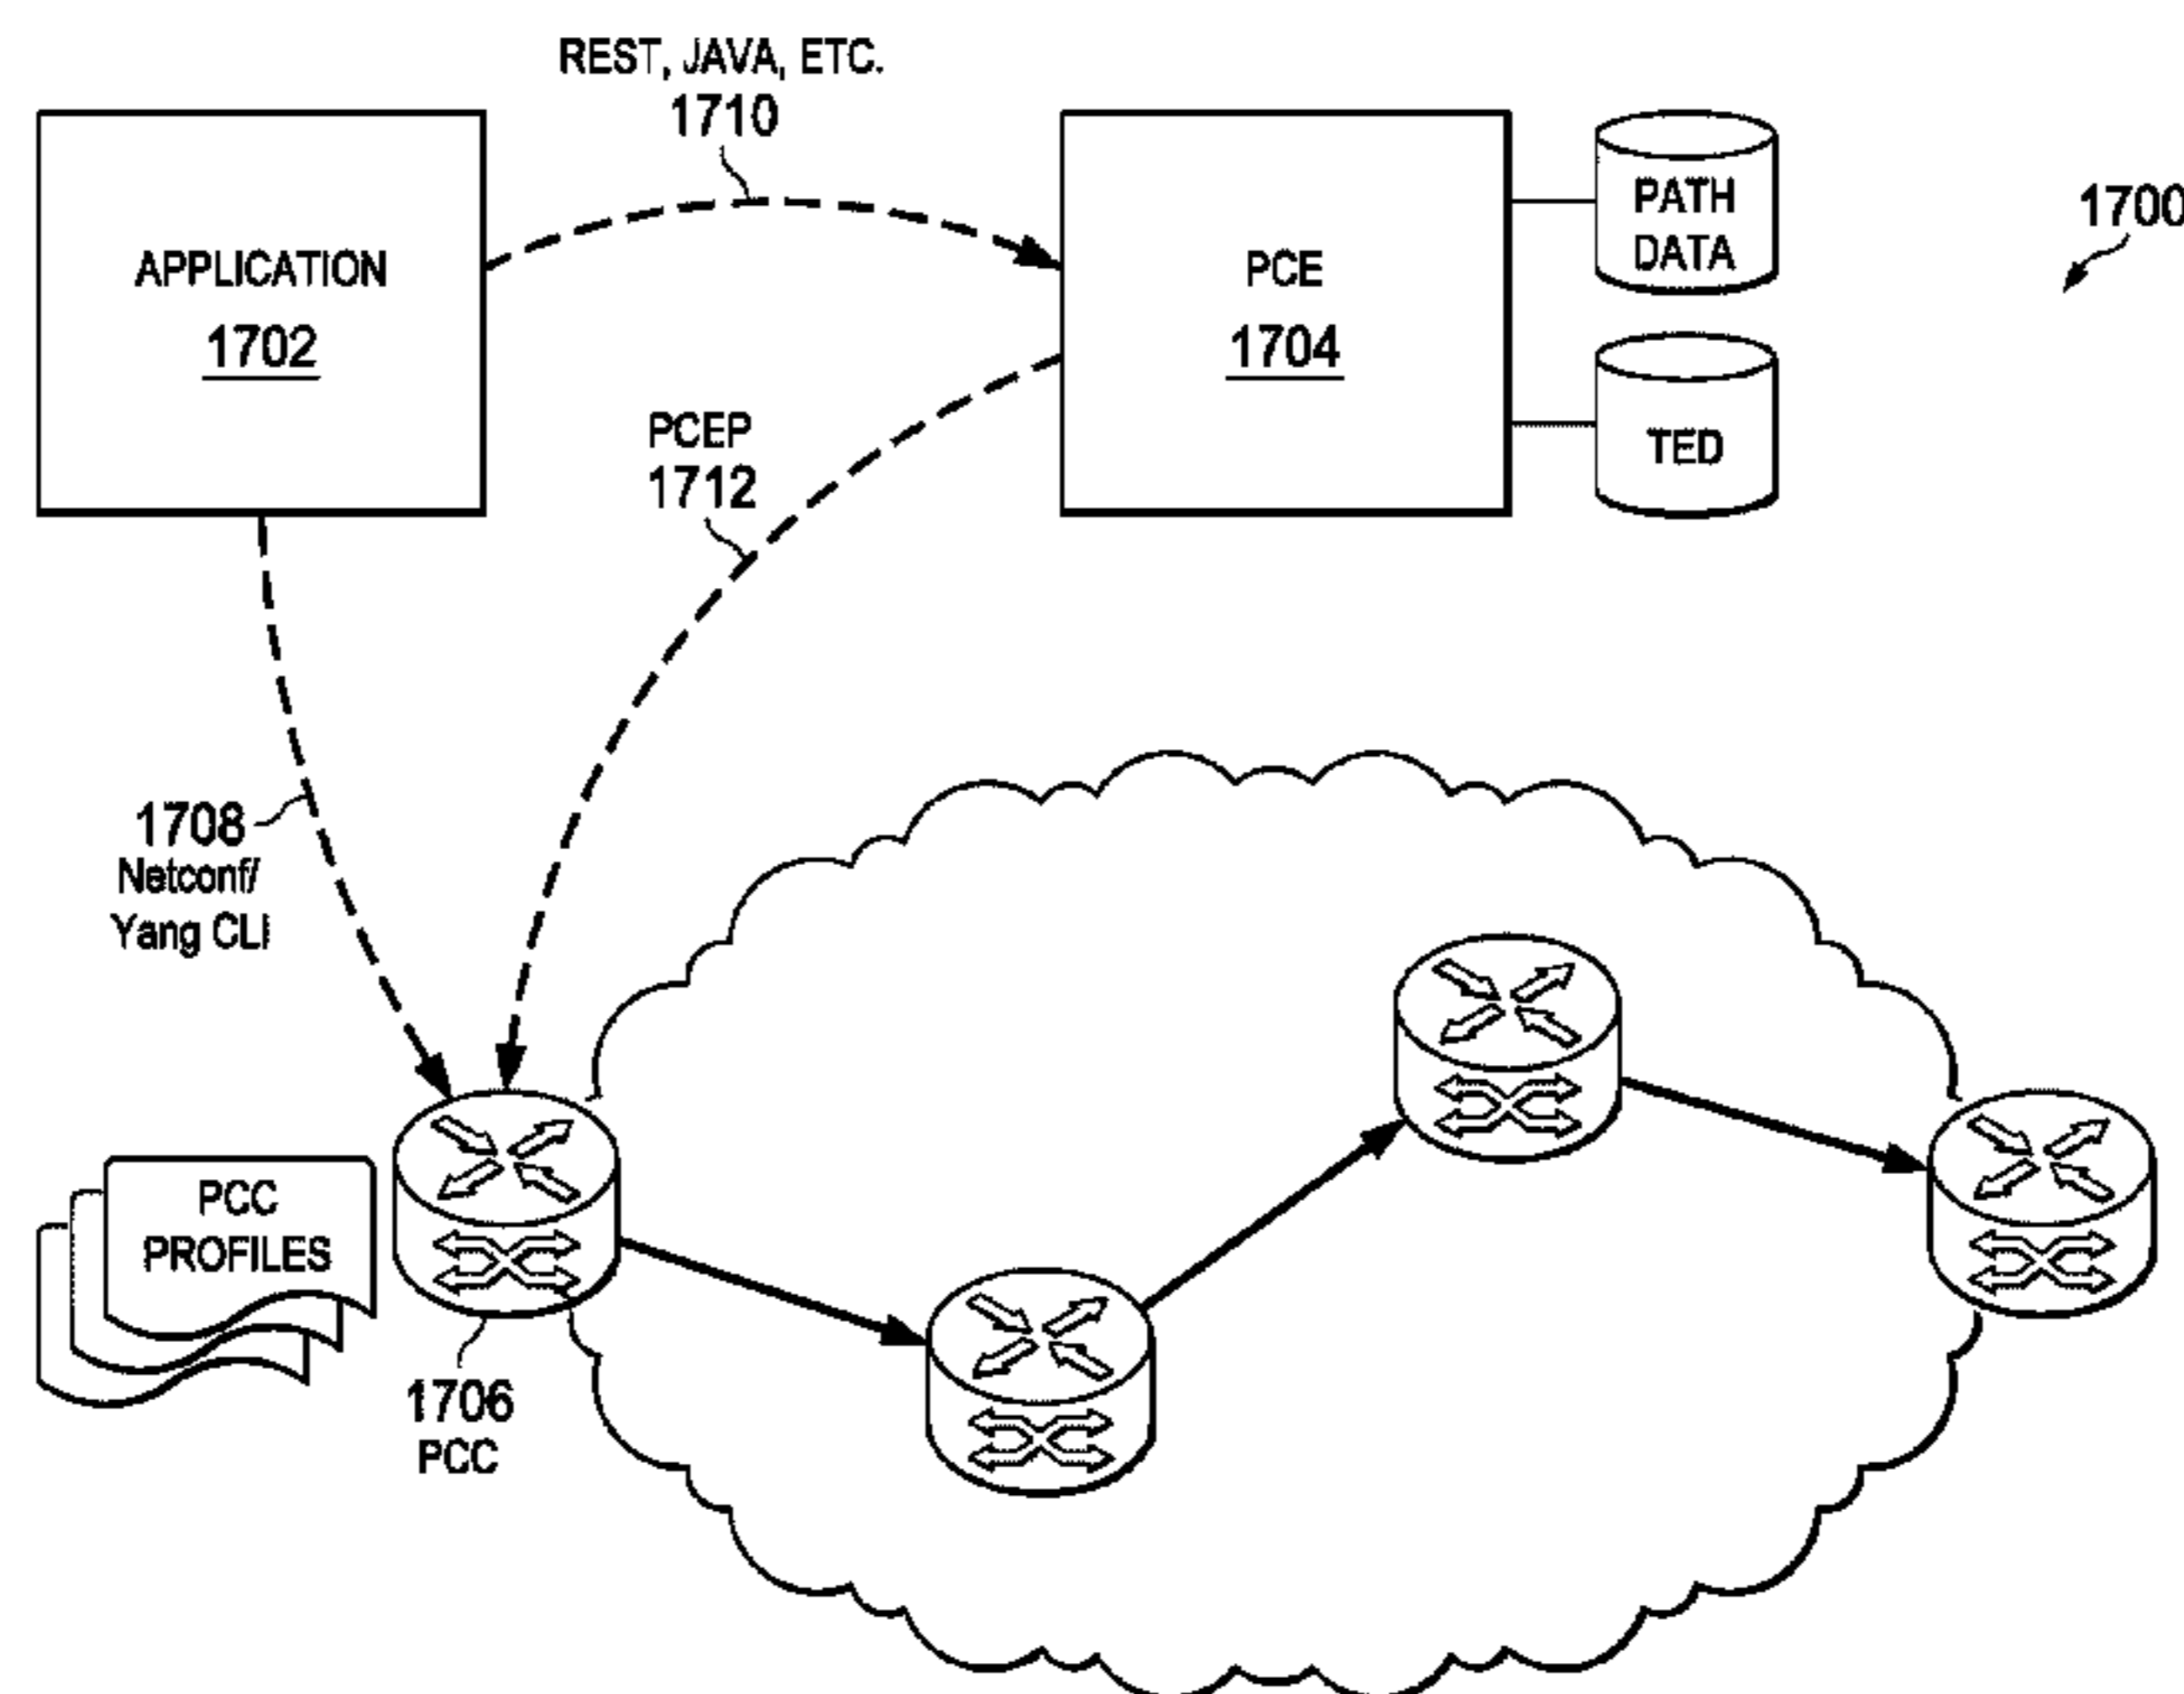 REST, JAVA, ETC.
1710
APPLICATION
1702
PCE
1704
PATH
DATA
TED
1700
PCEP
1712
1708
Netconf/
Yang CLI
PCC
PROFILES
1706
PCC